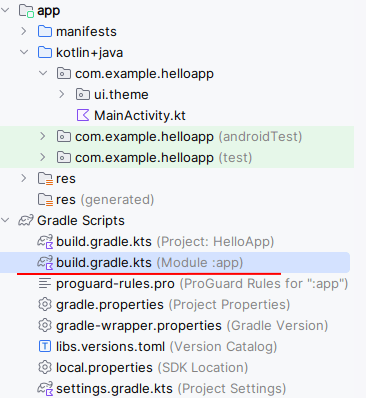 app
manifests
kotlin+java
com.example.helloapp
ui.theme
MainActivity.kt
com.example.helloapp (androidTest)
com.example.helloapp (test)
res
res (generated)
Gradle Scripts
build.gradle.kts (Project: HelloApp)
build.gradle.kts (Module :app)
proguard-rules.pro (ProGuard Rules for ":app")
gradle.properties (Project Properties)
gradle-wrapper.properties (Gradle Version)
libs.versions.toml (Version Catalog)
local.properties (SDK Location)
settings.gradle.kts (Project Settings)